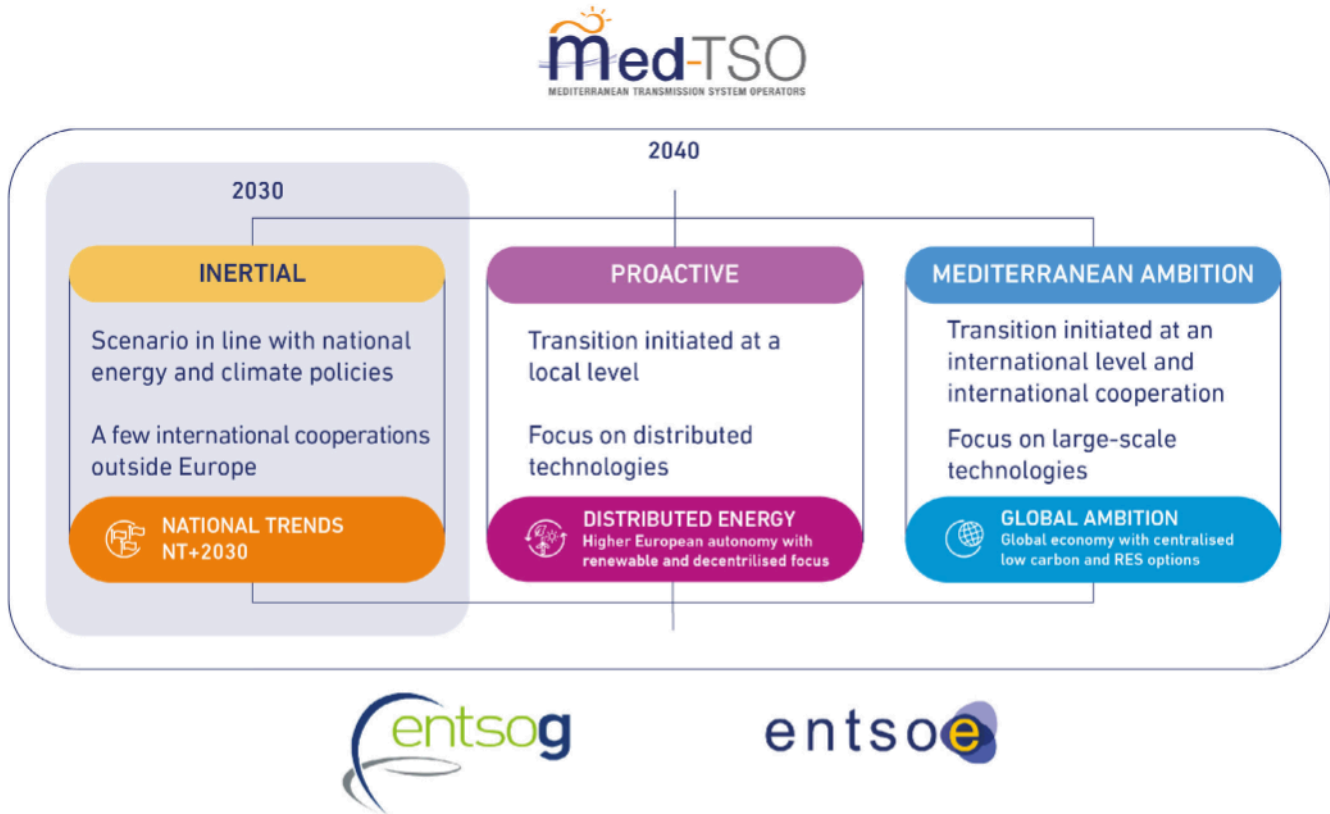 med-TSO
MEDITERRANEAN TRANSMISSION SYSTEM OPERATORS
2040
2030
INERTIAL
Scenario in line with national
energy and climate policies
A few international cooperations
outside Europe
NATIONAL TRENDS
NT+2030
PROACTIVE
Transition initiated at a
local level
Focus on distributed
technologies
DISTRIBUTED ENERGY
Higher European autonomy with
renewable and decentrilised focus
MEDITERRANEAN AMBITION
Transition initiated at an
international level and
international cooperation
Focus on large-scale
technologies
GLOBAL AMBITION
Global economy with centralised
low carbon and RES options
entsog
entsoe